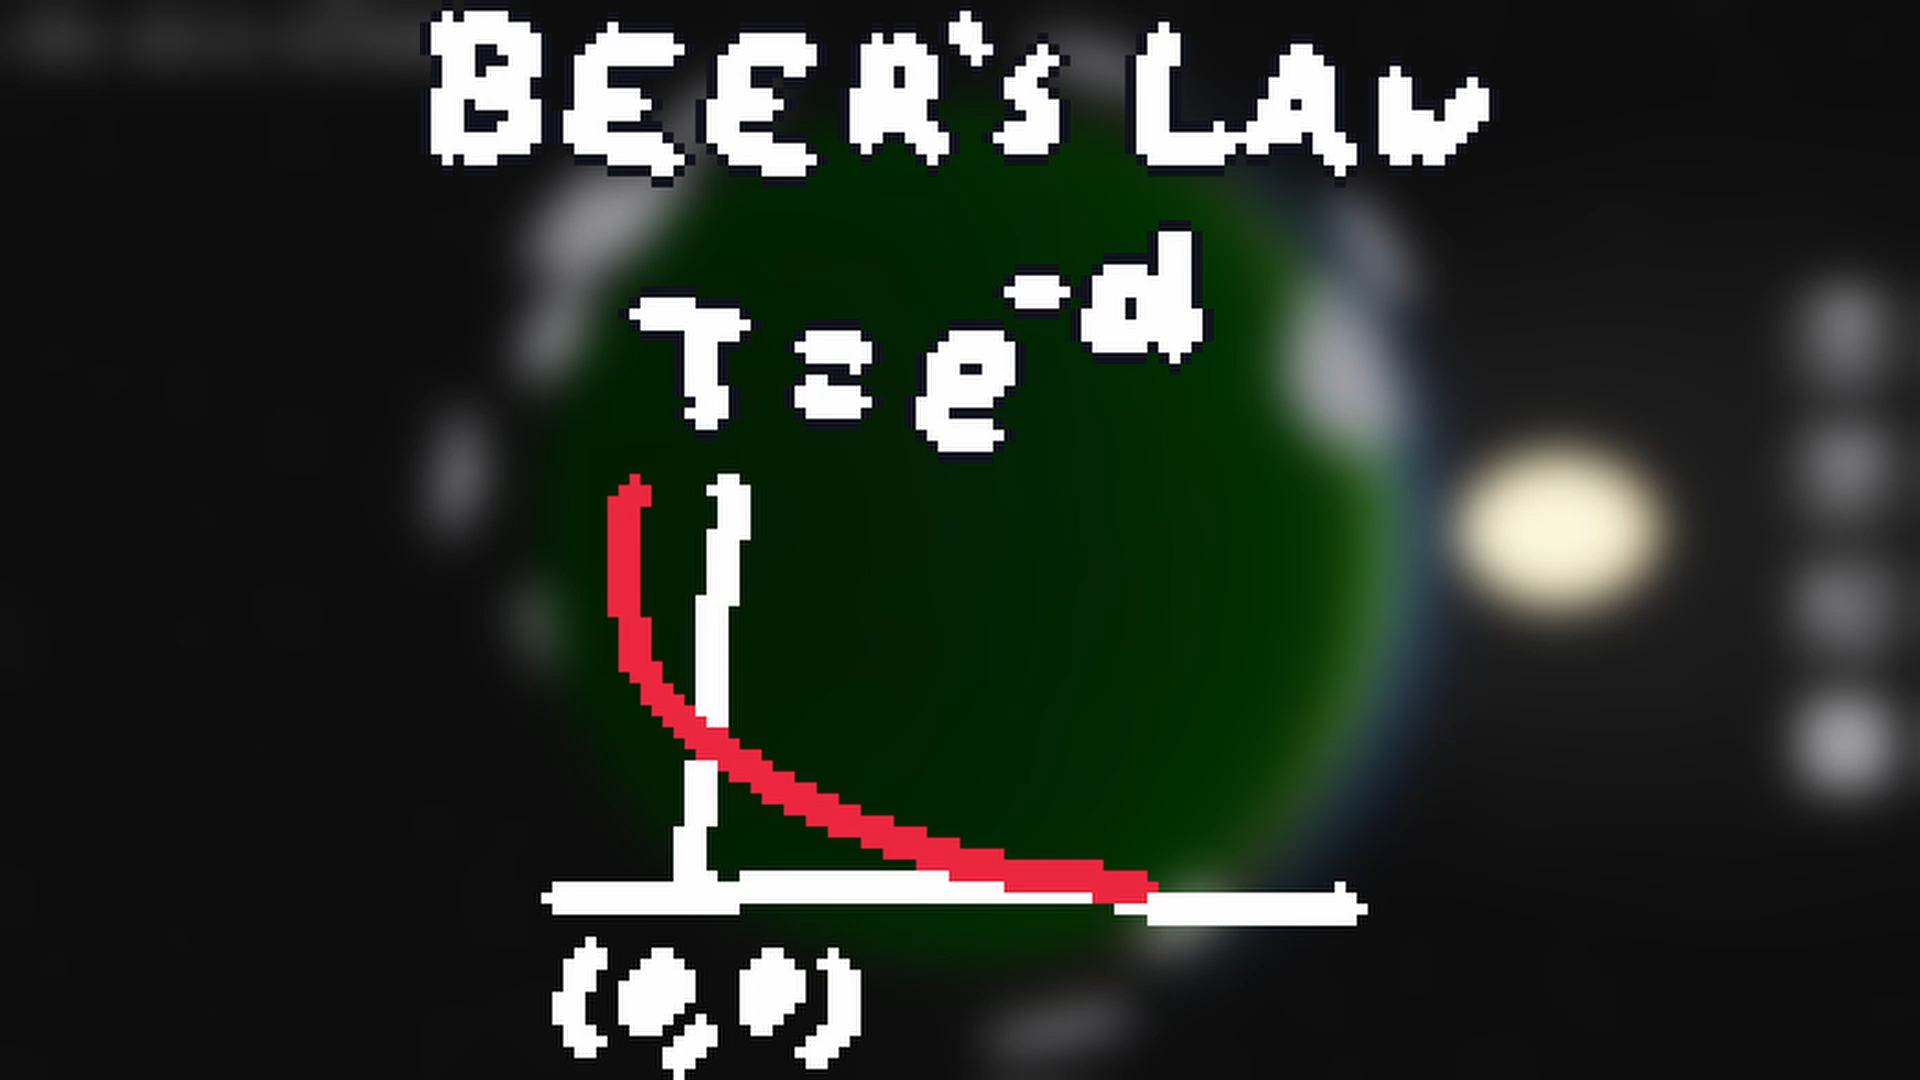 BEER'S LAW
T = e^-d
(0,0)